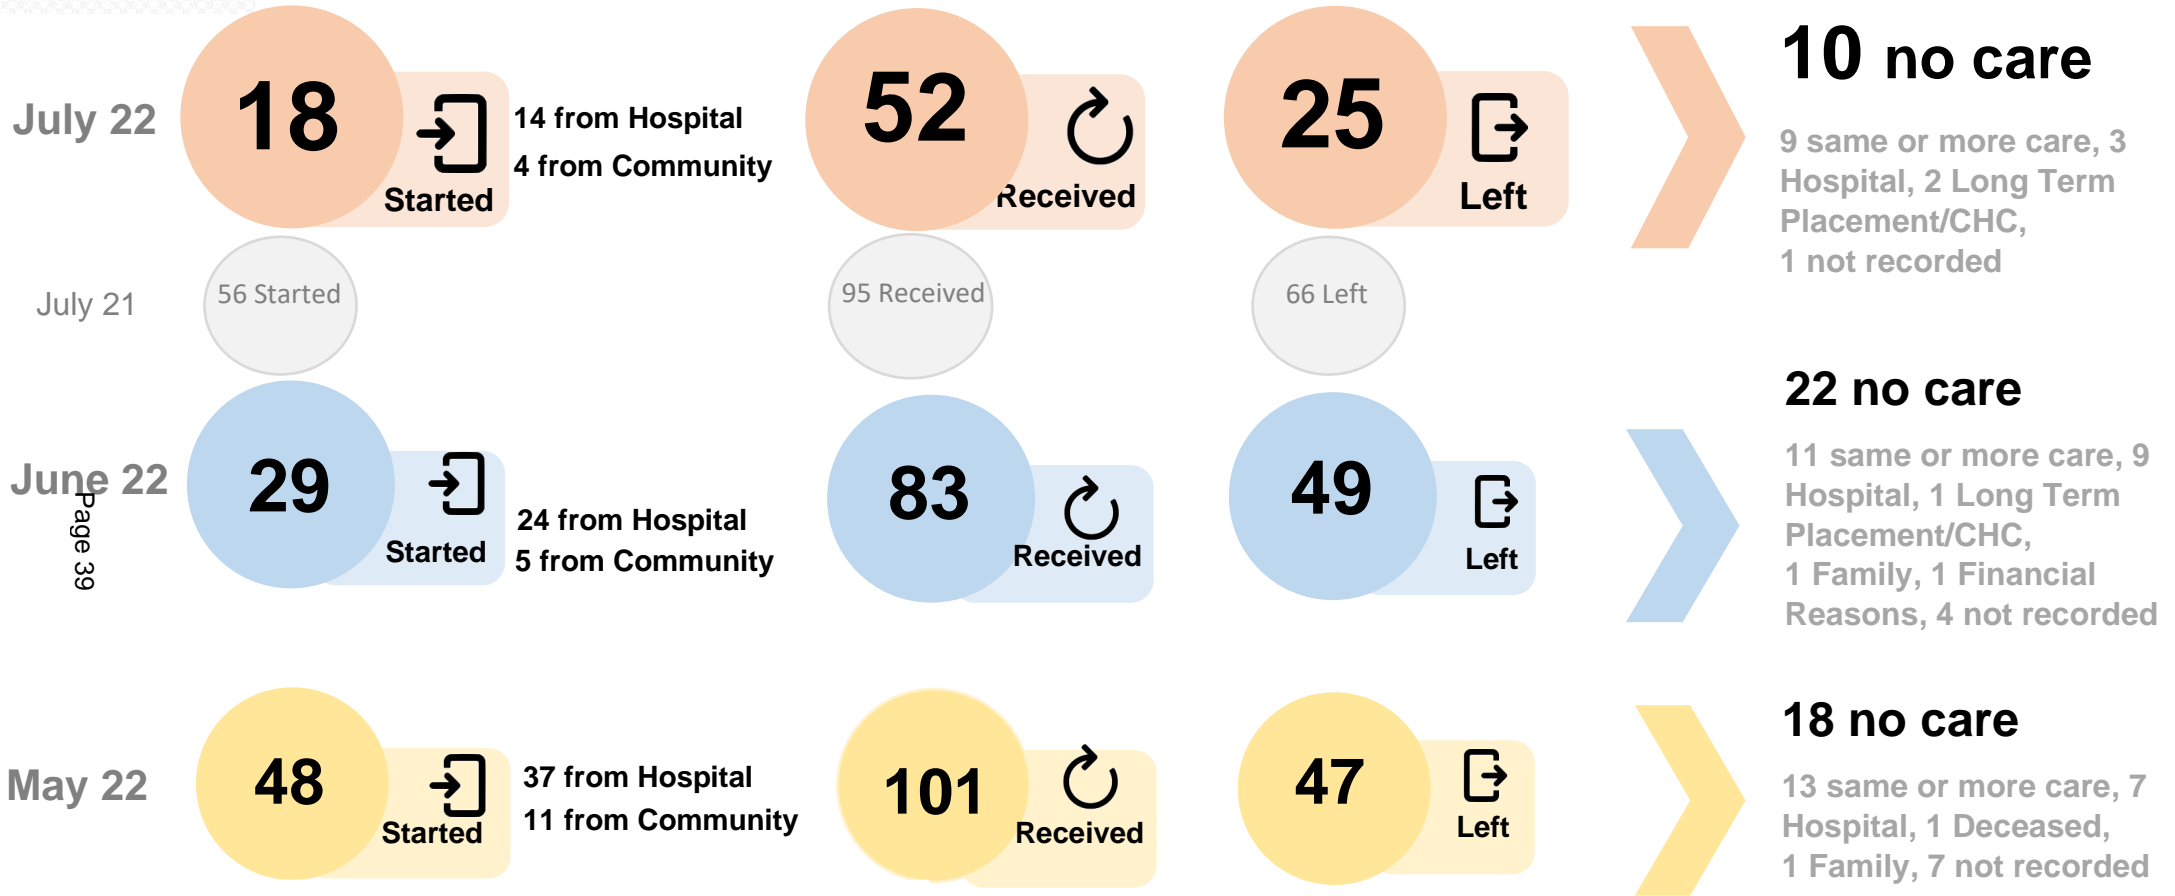 July 22
18
Started
14 from Hospital
4 from Community
52
Received
25
Left
10 no care
9 same or more care, 3
Hospital, 2 Long Term
Placement/CHC,
1 not recorded
July 21
56 Started
95 Received
66 Left
June 22
29
Started
24 from Hospital
5 from Community
83
Received
49
Left
22 no care
11 same or more care, 9
Hospital, 1 Long Term
Placement/CHC,
1 Family, 1 Financial
Reasons, 4 not recorded
Page 39
May 22
48
Started
37 from Hospital
11 from Community
101
Received
47
Left
18 no care
13 same or more care, 7
Hospital, 1 Deceased,
1 Family, 7 not recorded